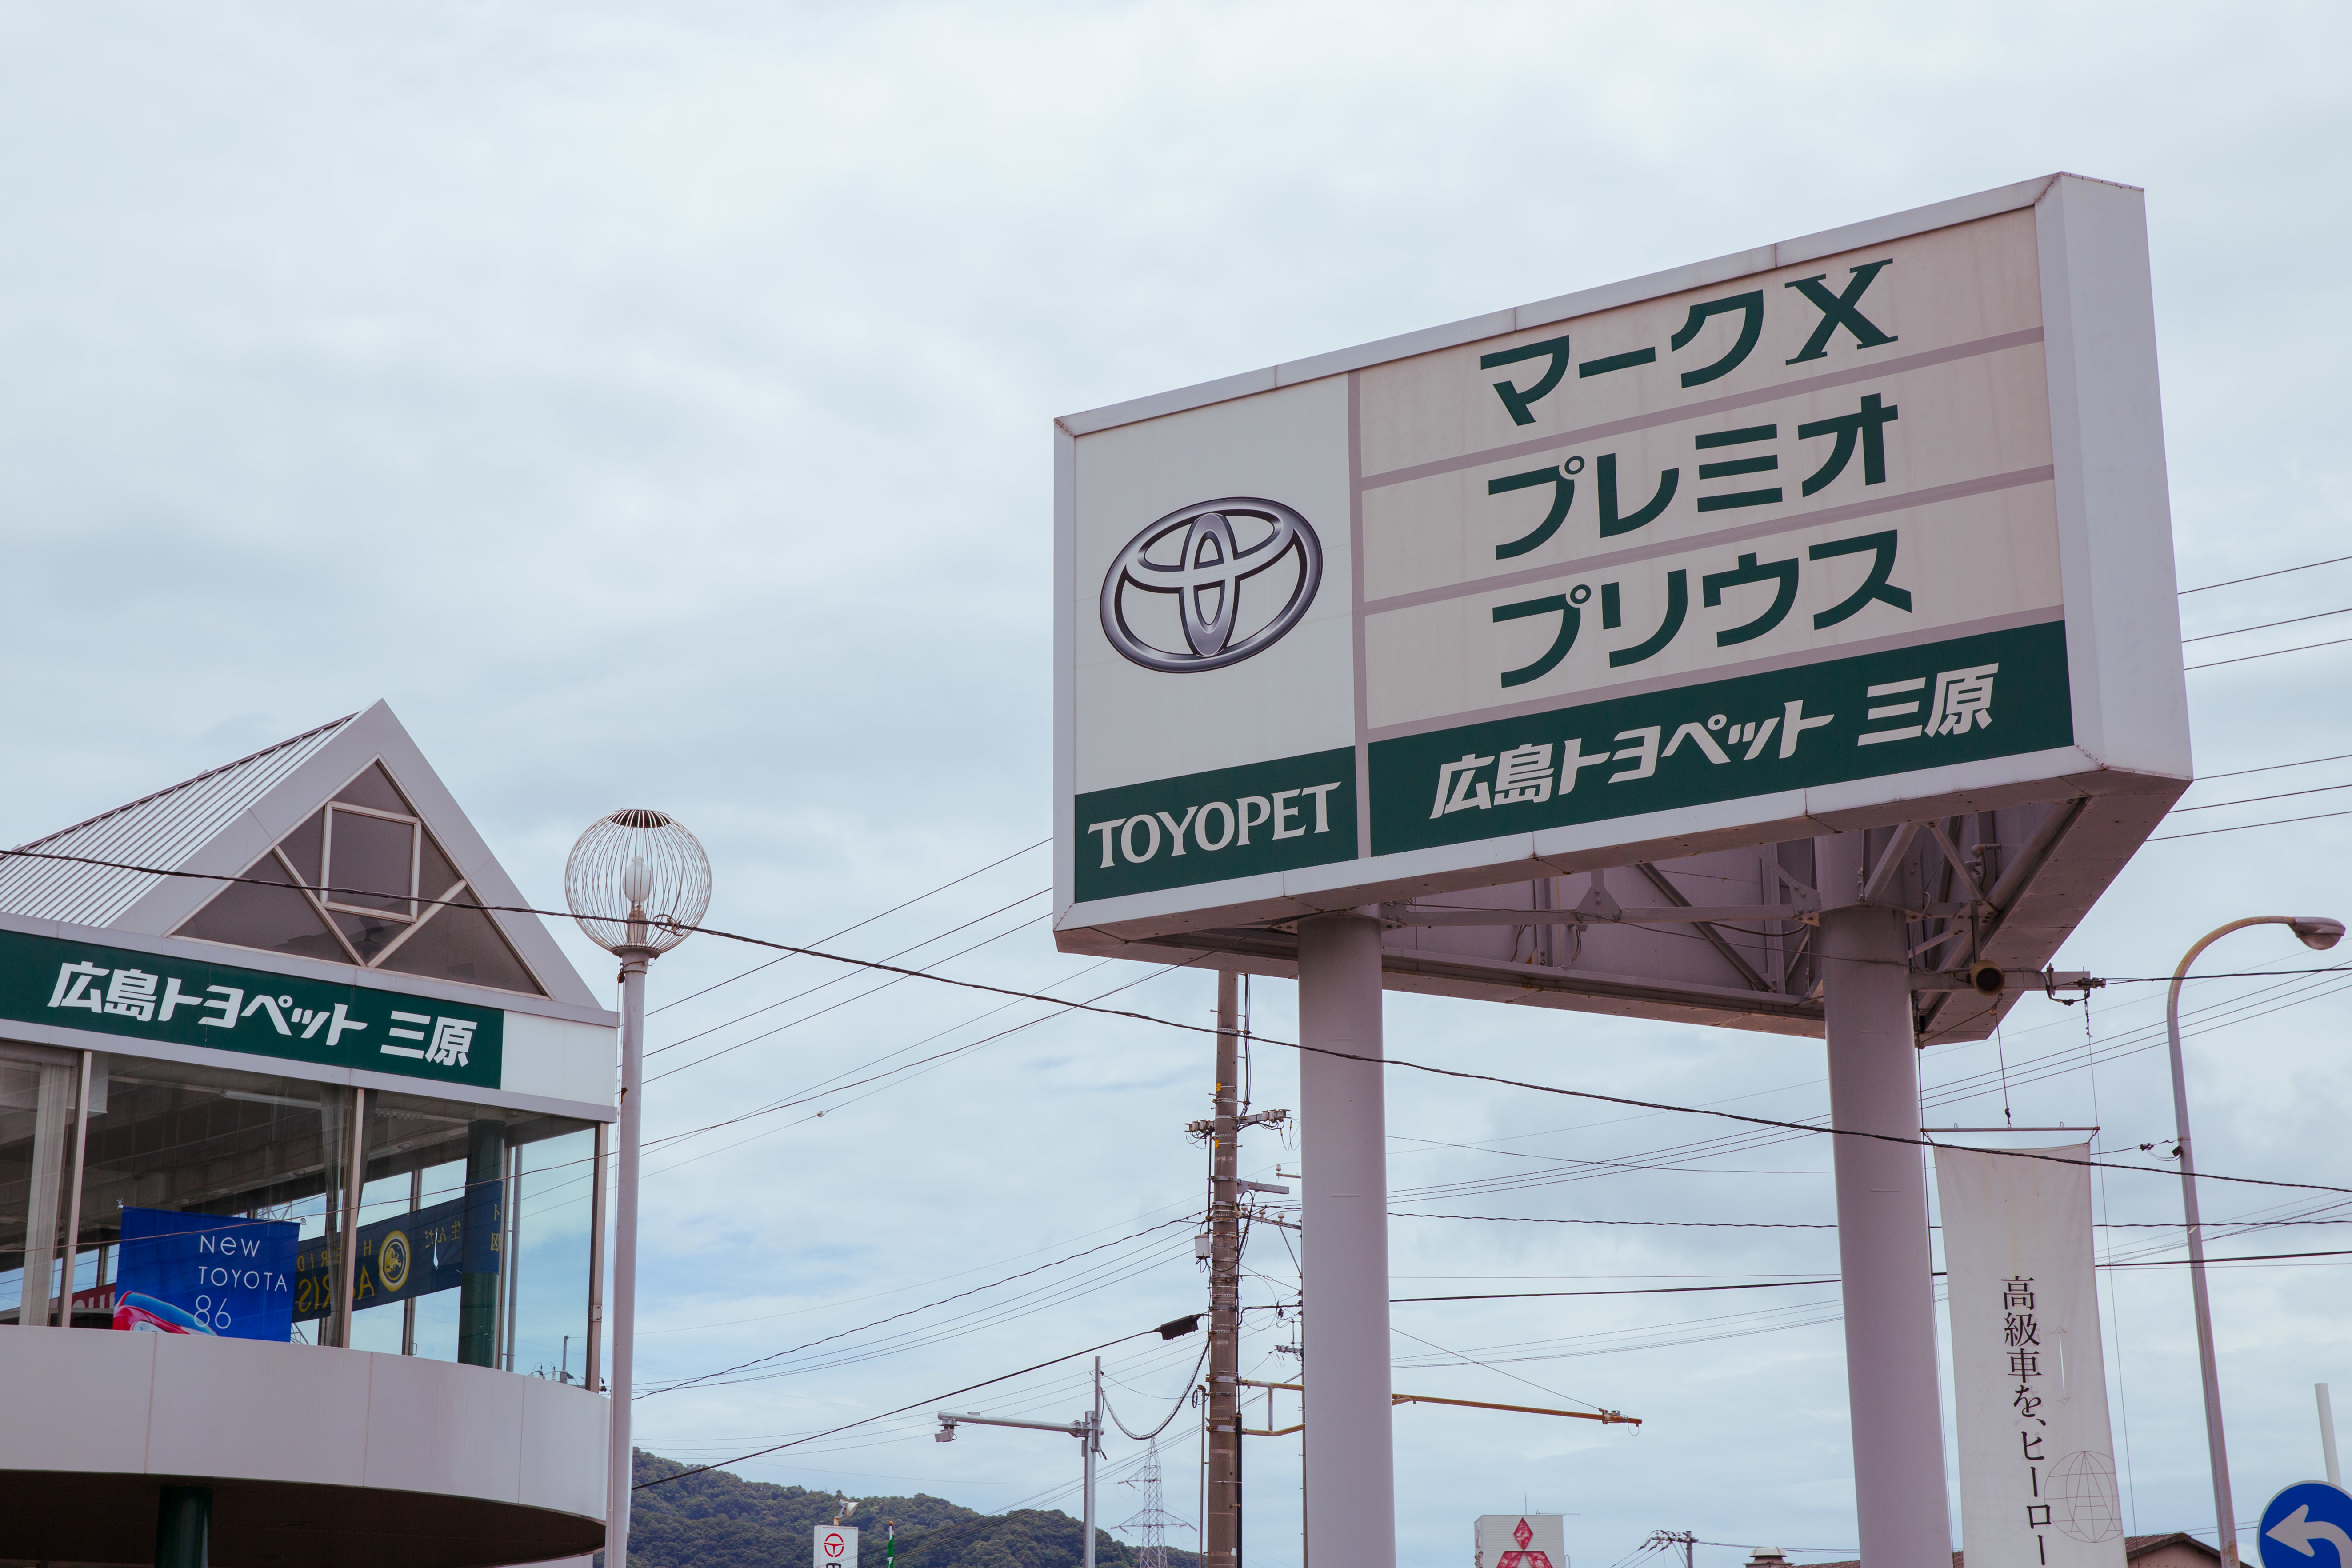 マークX
プレミオ
プリウス
TOYOPET
広島トヨペット 三原
広島トヨペット 三原
New
TOYOTA
86
高級車を、ヒーロー